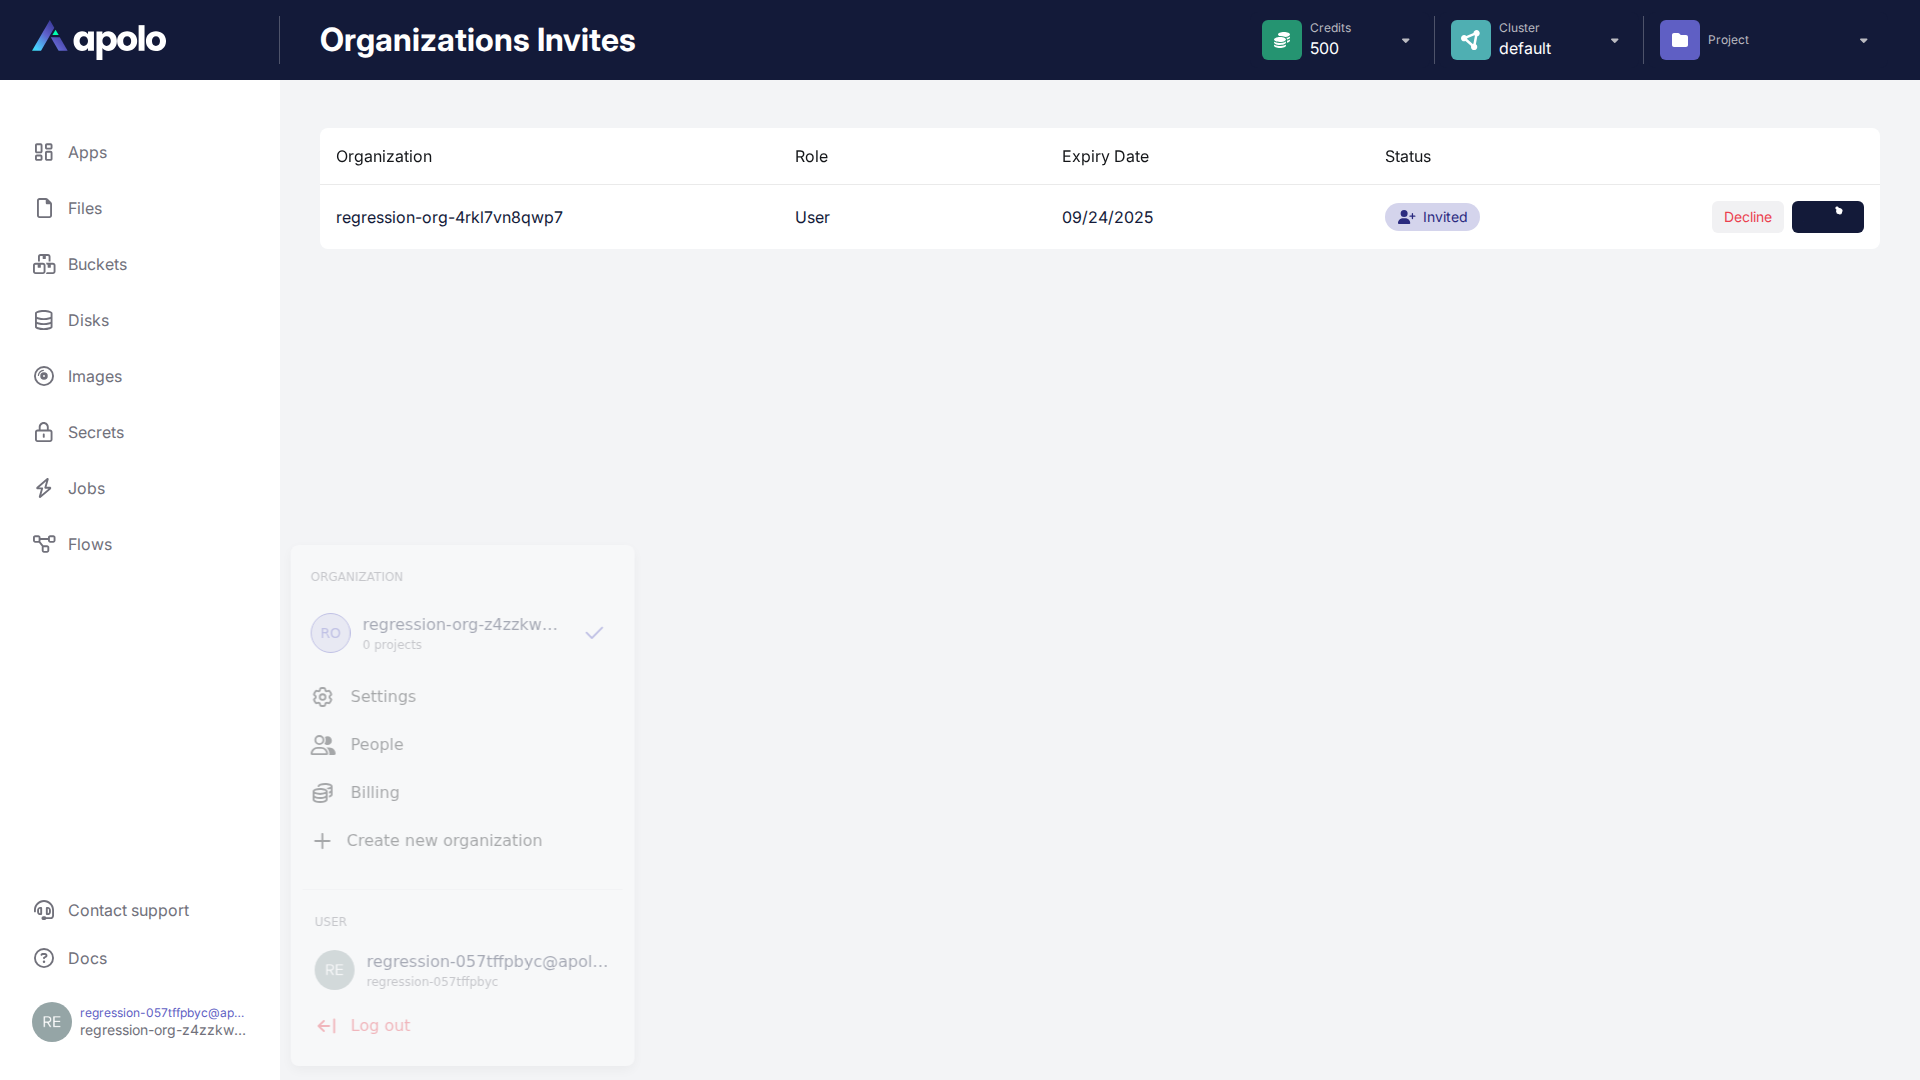 apolo
Organizations Invites
Credits
500
Cluster
default
Project
Apps
Files
Buckets
Disks
Images
Secrets
Jobs
Flows
Contact support
Docs
RE
regression-057tffpbyc@ap...
regression-org-z4zzkw...
Organization Role Expiry Date Status
regression-org-4rkl7vn8qwp7 User 09/24/2025 Invited Decline
ORGANIZATION
RO
regression-org-z4zzkw...
0 projects
Settings
People
Billing
Create new organization
USER
RE
regression-057tffpbyc@apol...
regression-057tffpbyc
Log out